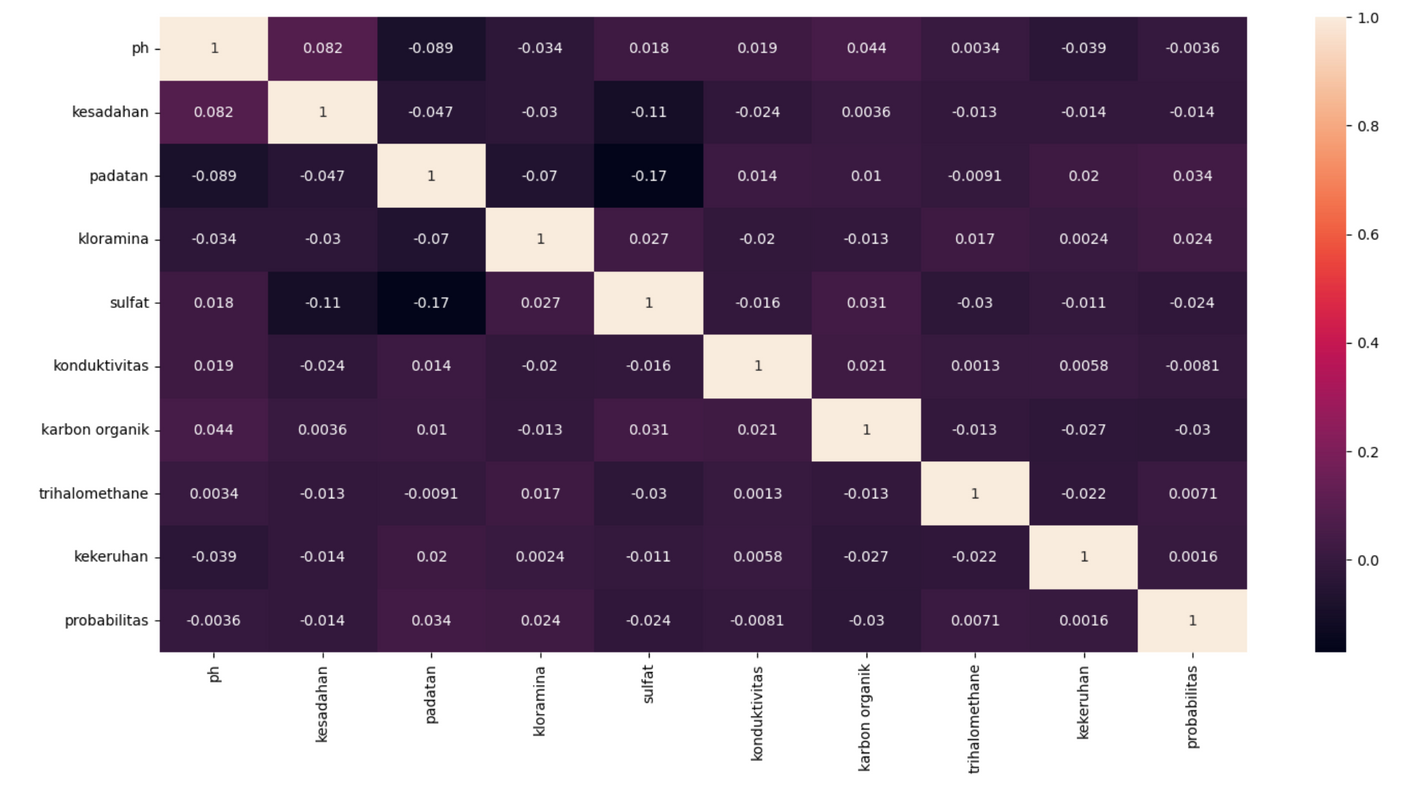 ph 1 0.082 -0.089 -0.034 0.018 0.019 0.044 0.0034 -0.039 -0.0036
kesadahan 0.082 1 -0.047 -0.03 -0.11 -0.024 0.0036 -0.013 -0.014 -0.014
padatan -0.089 -0.047 1 -0.07 -0.17 0.014 0.01 -0.0091 0.02 0.034
kloramina -0.034 -0.03 -0.07 1 0.027 -0.02 -0.013 0.017 0.0024 0.024
sulfat 0.018 -0.11 -0.17 0.027 1 -0.016 0.031 -0.03 -0.011 -0.024
konduktivitas 0.019 -0.024 0.014 -0.02 -0.016 1 0.021 0.0013 0.0058 -0.0081
karbon organik 0.044 0.0036 0.01 -0.013 0.031 0.021 1 -0.013 -0.027 -0.03
trihalomethane 0.0034 -0.013 -0.0091 0.017 -0.03 0.0013 -0.013 1 -0.022 0.0071
kekeruhan -0.039 -0.014 0.02 0.0024 -0.011 0.0058 -0.027 -0.022 1 0.0016
probabilitas -0.0036 -0.014 0.034 0.024 -0.024 -0.0081 -0.03 0.0071 0.0016 1
ph
kesadahan
padatan
kloramina
sulfat
konduktivitas
karbon organik
trihalomethane
kekeruhan
probabilitas
1.0
0.8
0.6
0.4
0.2
0.0